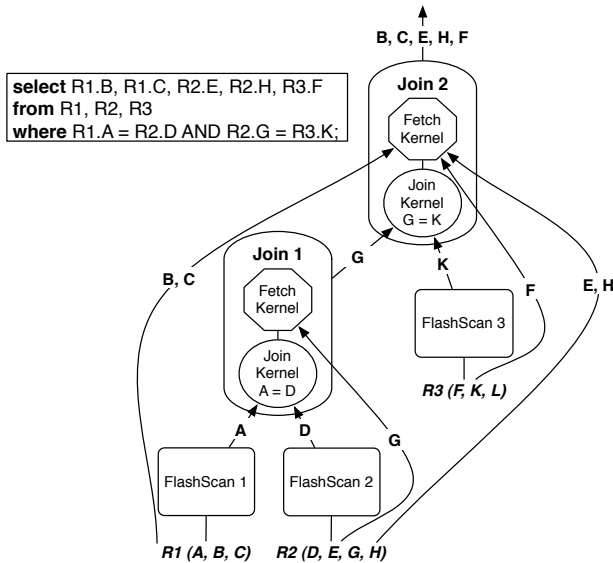 B, C, E, H, F
select R1.B, R1.C, R2.E, R2.H, R3.F
from R1, R2, R3
where R1.A = R2.D AND R2.G = R3.K;
Join 2
Fetch
Kernel
Join
Kernel
G = K
Join 1
G
K
B, C
Fetch
Kernel
F
E, H
FlashScan 3
Join
Kernel
A = D
R3 (F, K, L)
A
D
G
FlashScan 1
FlashScan 2
R1 (A, B, C)
R2 (D, E, G, H)